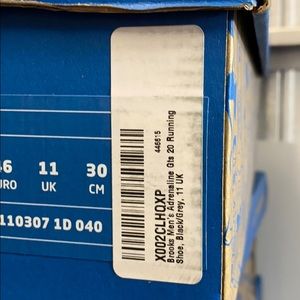 46 11 30
EURO UK CM
110307 1D 040
446615
X002CLHQXP
Brooks Men's Adrenaline Gts 20 Running
Shoe, Black/Grey, 11 UK